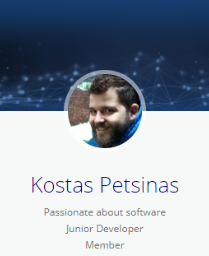 Kostas Petsinas
Passionate about software
Junior Developer
Member